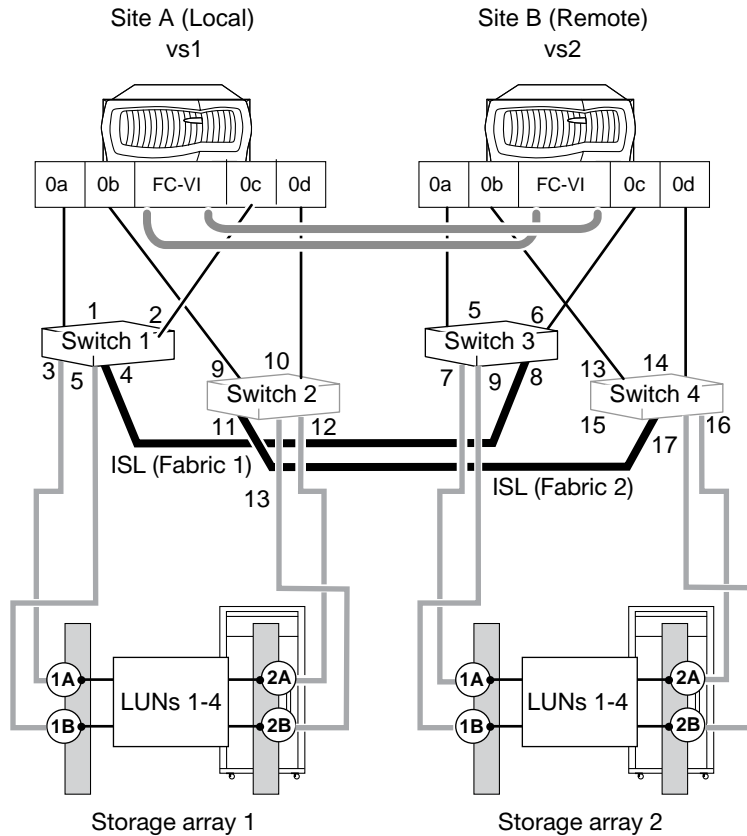 Site A (Local)
vs1
Site B (Remote)
vs2
0a 0b FC-VI 0c 0d
0a 0b FC-VI 0c 0d
1 2
Switch 1
3 5 4
9 10
Switch 2
11 12
13
5 6
Switch 3
7 9 8
13 14
Switch 4
15 17 16
ISL (Fabric 1)
ISL (Fabric 2)
1A
1B
LUNs 1-4
2A
2B
1A
1B
LUNs 1-4
2A
2B
Storage array 1
Storage array 2